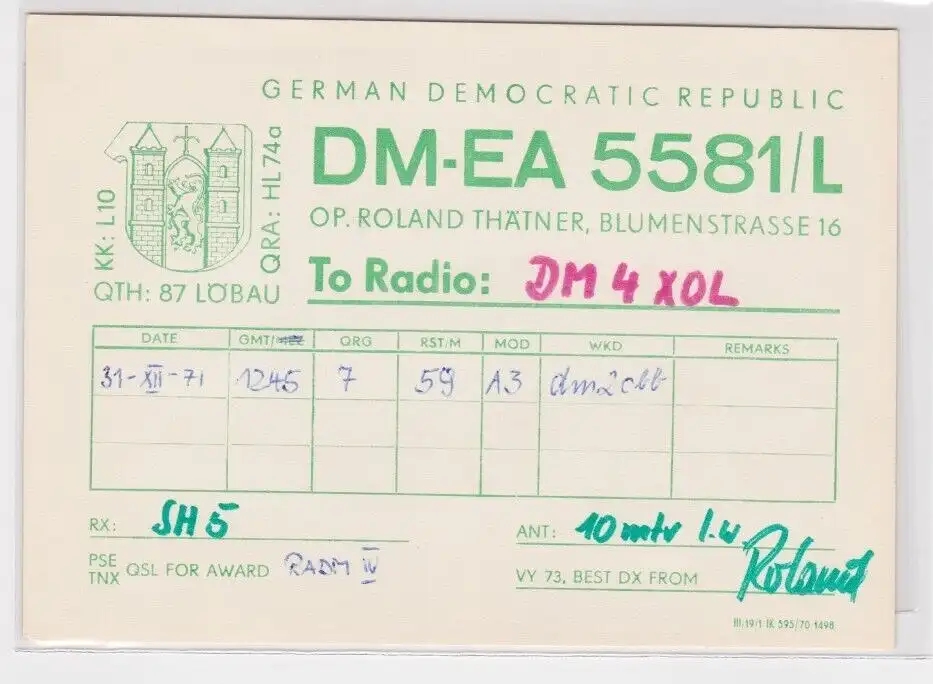 GERMAN DEMOCRATIC REPUBLIC
DM-EA 5581/L
OP. ROLAND THÄTNER, BLUMENSTRASSE 16
KK: L10
QRA: HL 74a
QTH: 87 LÖBAU
To Radio: DM 4 XOL
DATE GMT/ QRG RST/M MOD WKD REMARKS
31-XII-71 1245 7 59 A3 dm2cbb
RX: SH 5
ANT: 10 mtr l.w.
PSE TNX QSL FOR AWARD RADM IV
VY 73, BEST DX FROM Roland
III/19/1 IK 595/70 1498